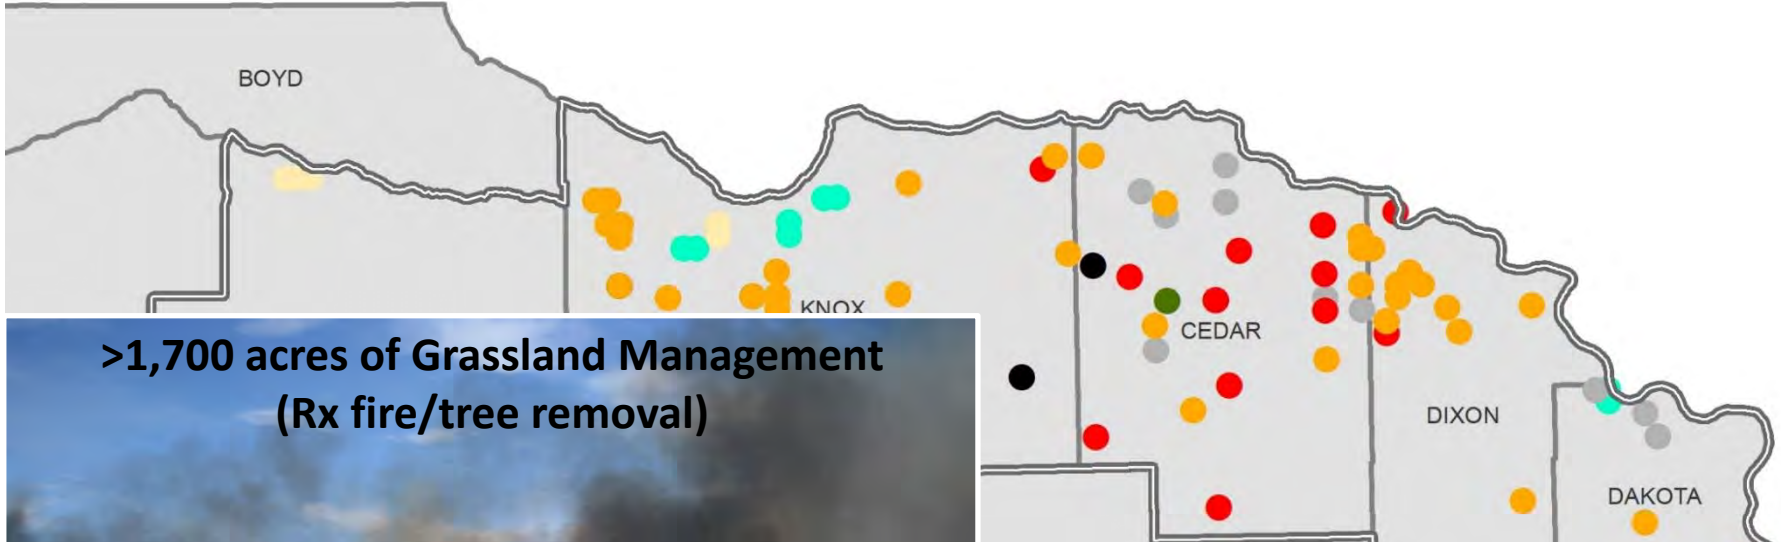 BOYD
KNOX
CEDAR
>1,700 acres of Grassland Management
(Rx fire/tree removal)
DIXON
DAKOTA